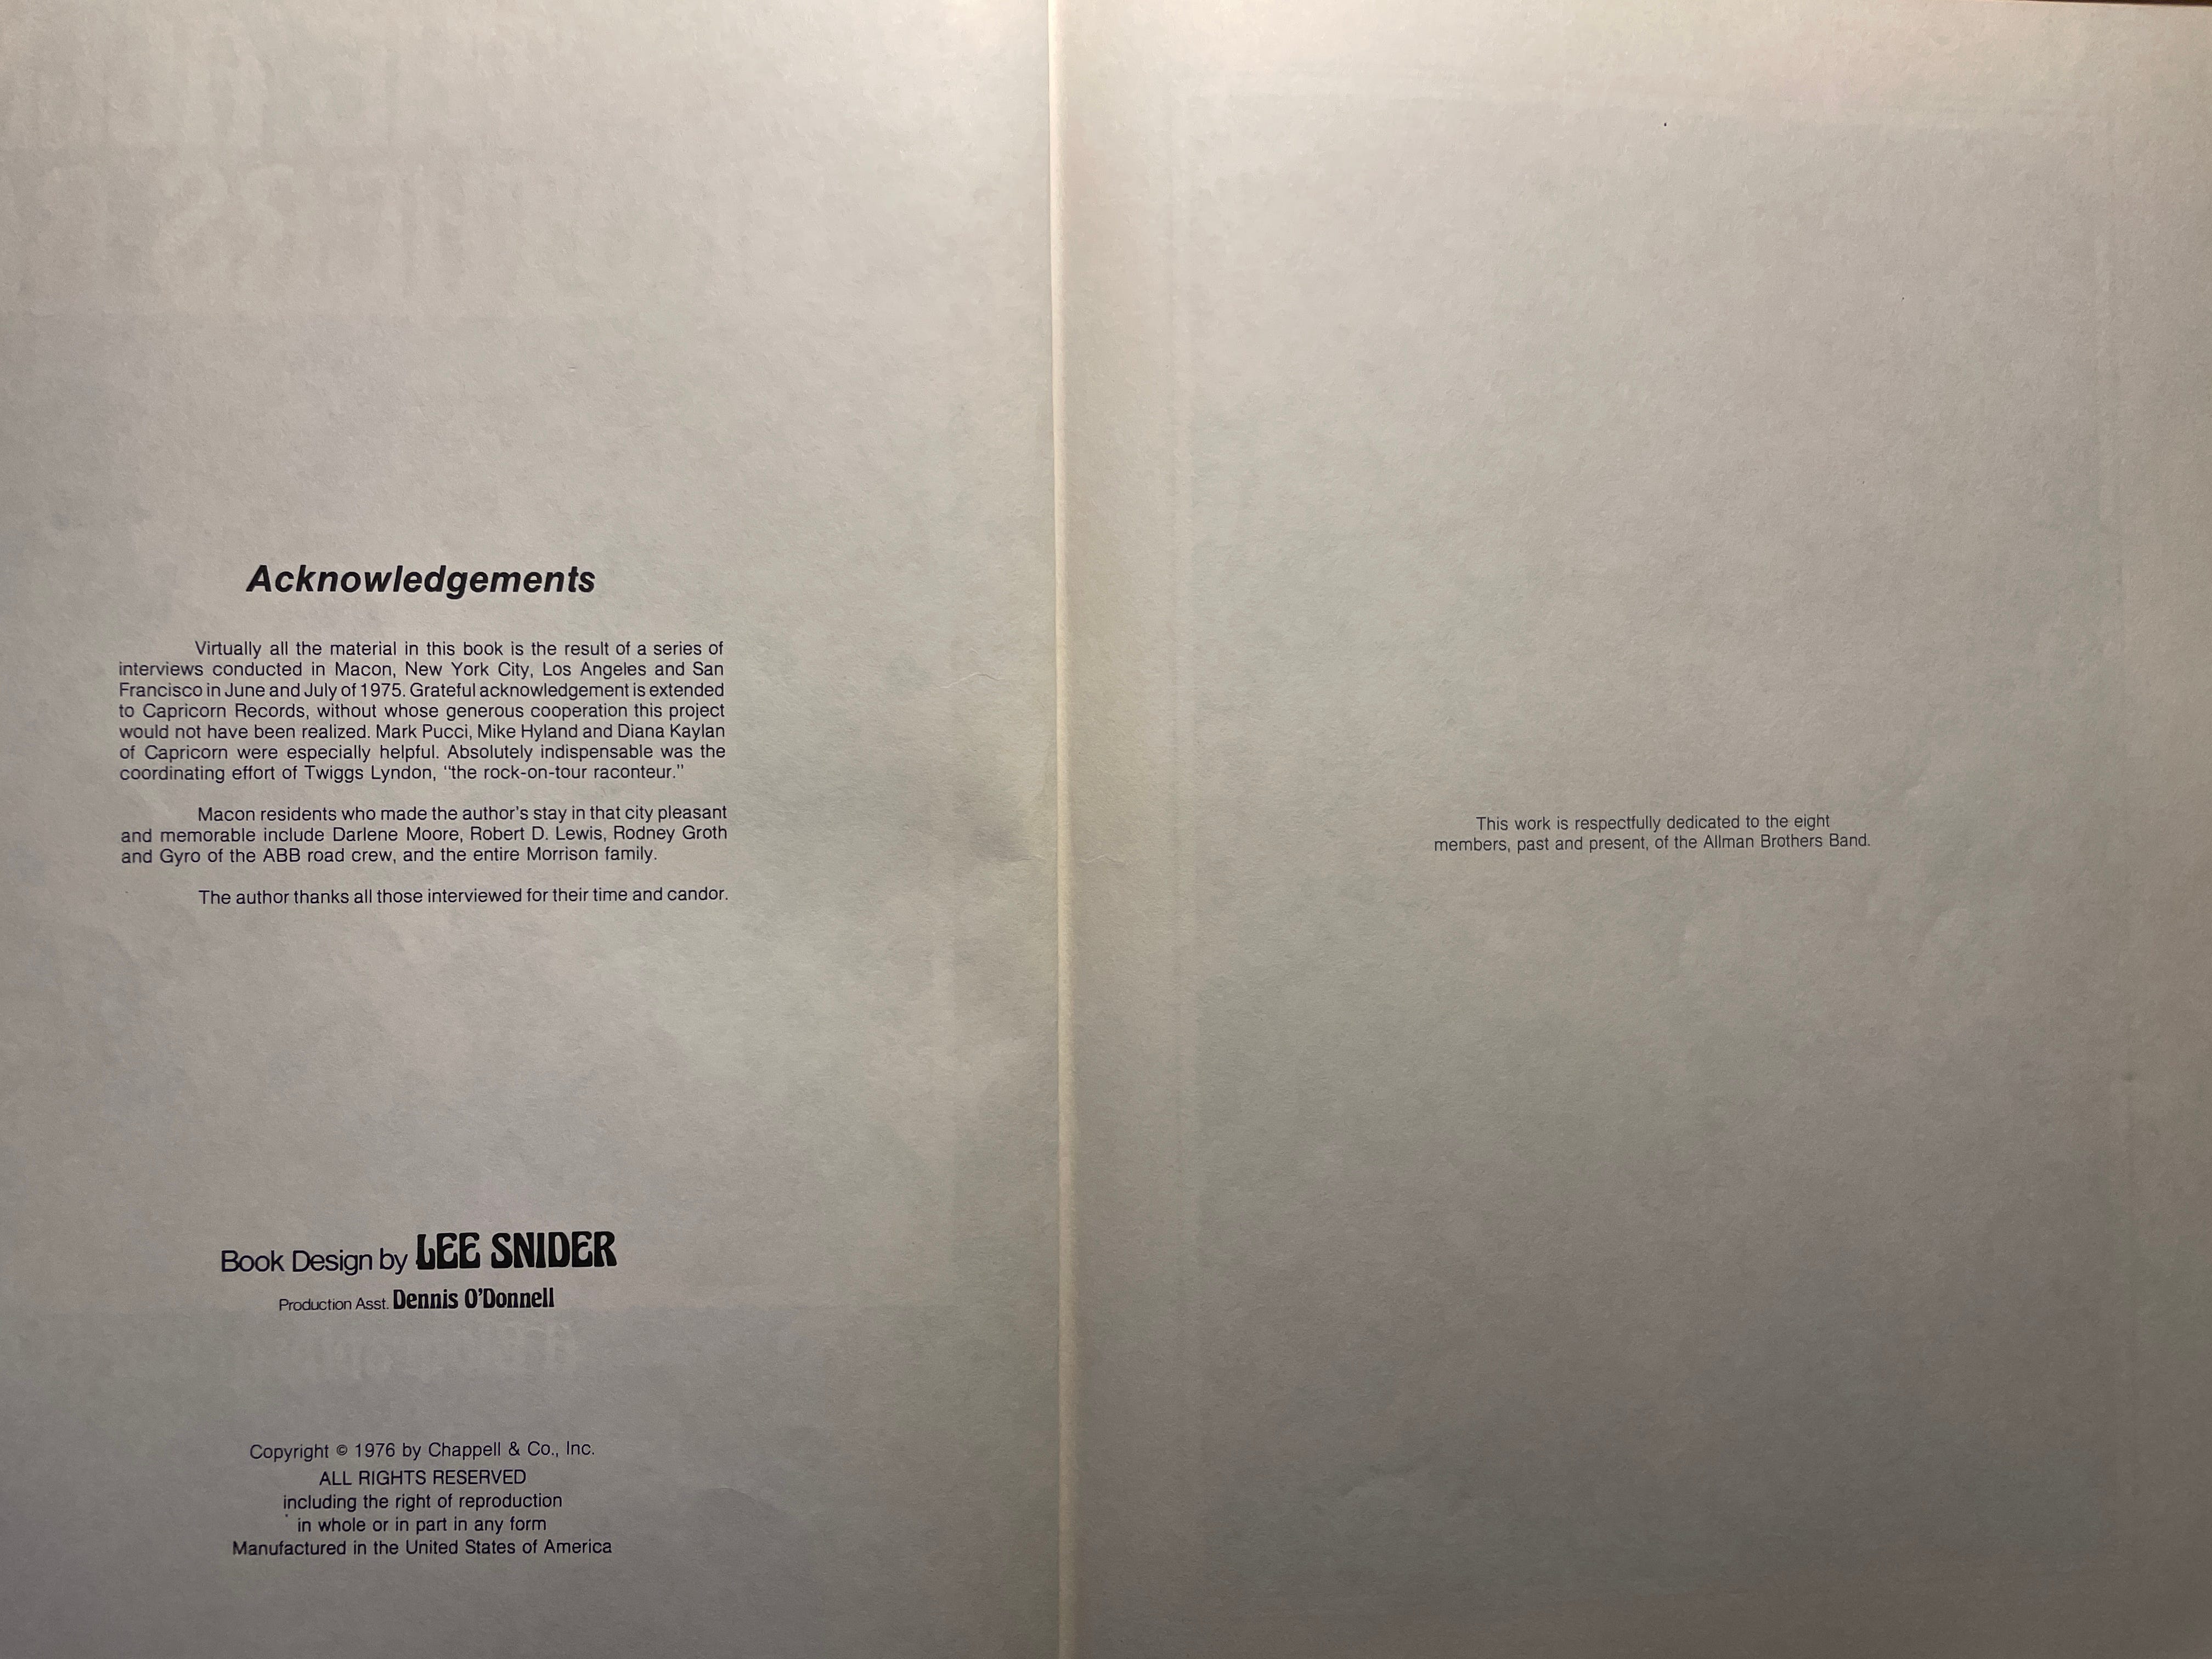 Acknowledgements
Virtually all the material in this book is the result of a series of
interviews conducted in Macon, New York City, Los Angeles and San
Francisco in June and July of 1975. Grateful acknowledgement is extended
to Capricorn Records, without whose generous cooperation this project
would not have been realized. Mark Pucci, Mike Hyland and Diana Kaylan
of Capricorn were especially helpful. Absolutely indispensable was the
coordinating effort of Twiggs Lyndon, "the rock-on-tour raconteur."
Macon residents who made the author's stay in that city pleasant
and memorable include Darlene Moore, Robert D. Lewis, Rodney Groth
and Gyro of the ABB road crew, and the entire Morrison family.
The author thanks all those interviewed for their time and candor.
Book Design by LEE SNIDER
Production Asst. Dennis O'Donnell
Copyright © 1976 by Chappell & Co., Inc.
ALL RIGHTS RESERVED
including the right of reproduction
in whole or in part in any form
Manufactured in the United States of America
This work is respectfully dedicated to the eight
members, past and present, of the Allman Brothers Band.